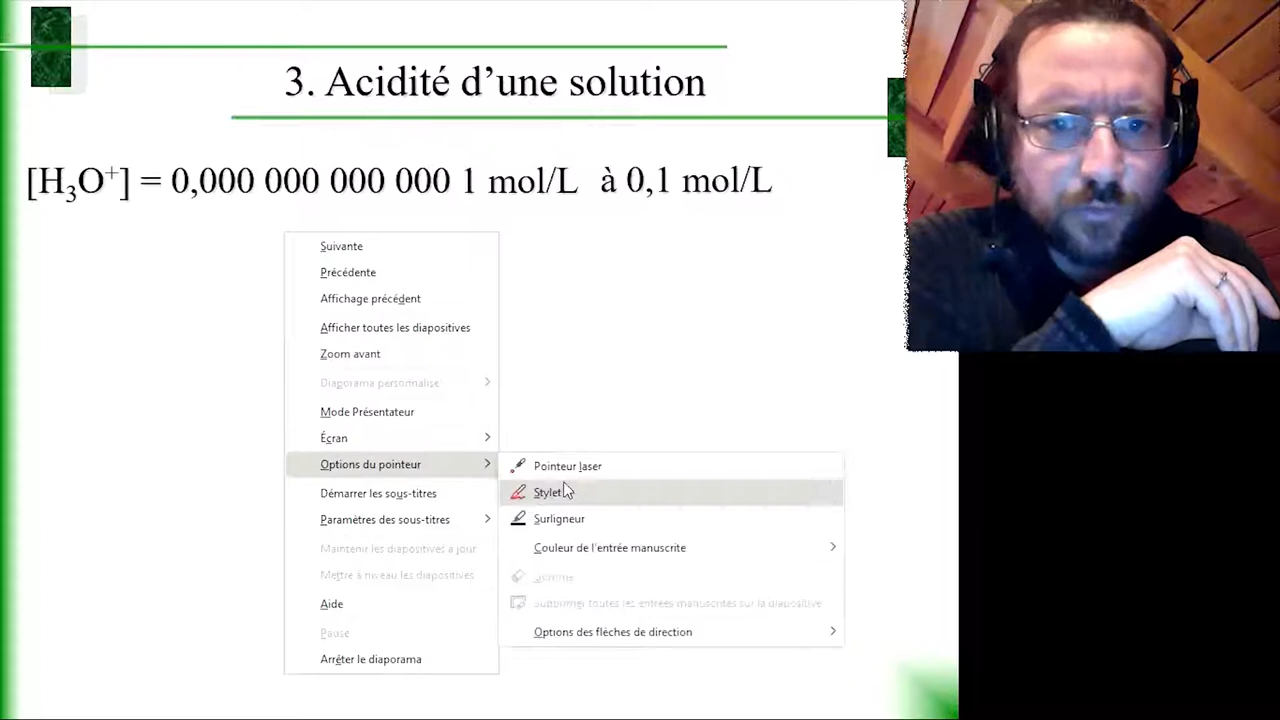 3. Acidité d’une solution
[H₃O⁺] = 0,000 000 000 000 1 mol/L à 0,1 mol/L
Suivante
Précédente
Affichage précédent
Afficher toutes les diapositives
Zoom avant
Diaporama personnalisé
Mode Présentateur
Écran
Options du pointeur
Démarrer les sous-titres
Paramètres des sous-titres
Maintenir les diapositives à jour
Mettre à niveau les diapositives
Aide
Pause
Arrêter le diaporama
Pointeur laser
Stylet
Surligneur
Couleur de l’entrée manuscrite
Gomme
Supprimer toutes les entrées manuscrites sur la diapositive
Options des flèches de direction